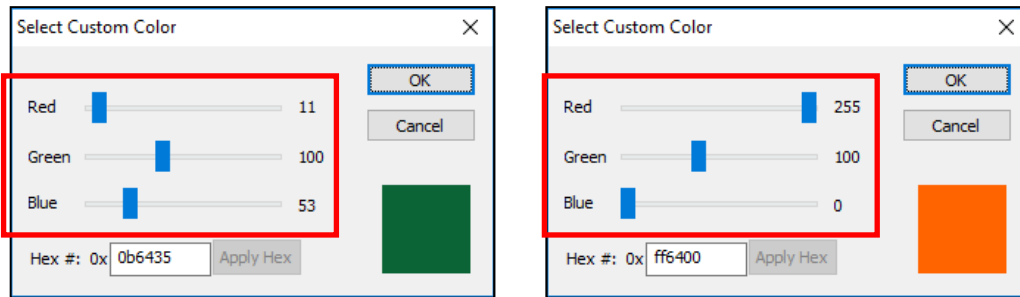 Select Custom Color
Red 11
Green 100
Blue 53
Hex #: 0x 0b6435 Apply Hex
OK
Cancel
Select Custom Color
Red 255
Green 100
Blue 0
Hex #: 0x ff6400 Apply Hex
OK
Cancel